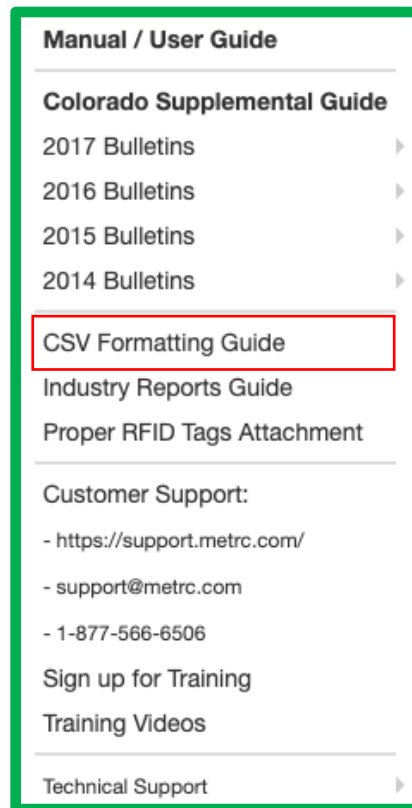 Manual / User Guide
Colorado Supplemental Guide
2017 Bulletins
2016 Bulletins
2015 Bulletins
2014 Bulletins
CSV Formatting Guide
Industry Reports Guide
Proper RFID Tags Attachment
Customer Support:
- https://support.metrc.com/
- support@metrc.com
- 1-877-566-6506
Sign up for Training
Training Videos
Technical Support